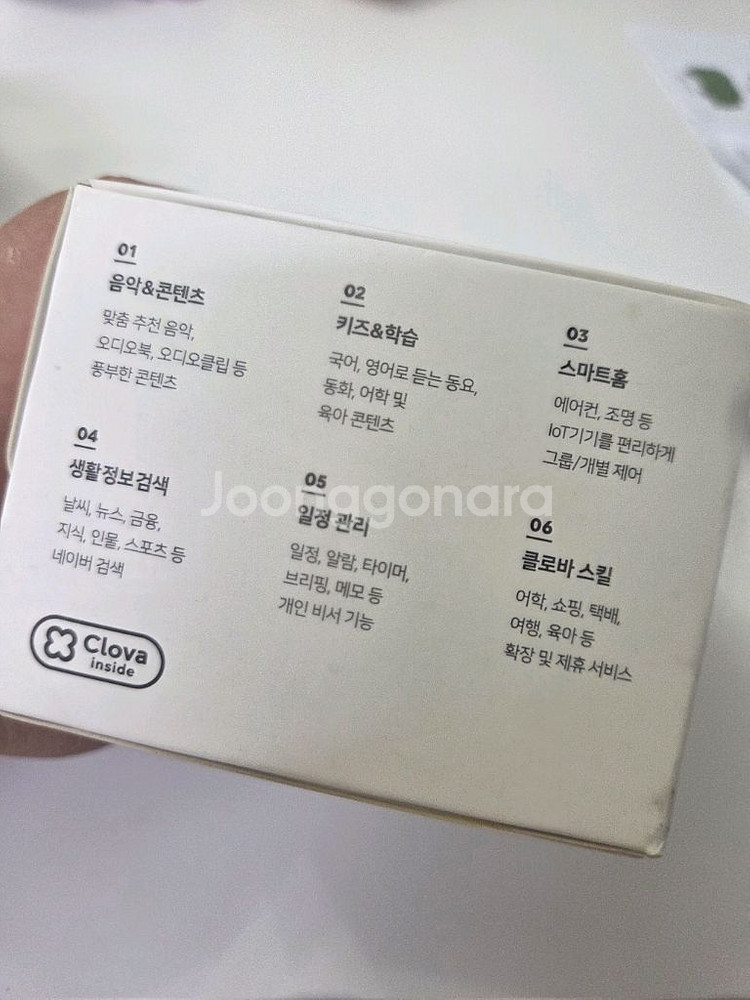 01
음악&콘텐츠
맞춤 추천 음악,
오디오북, 오디오클립 등
풍부한 콘텐츠
02
키즈&학습
국어, 영어로 듣는 동요,
동화, 어학 및
육아 콘텐츠
03
스마트홈
에어컨, 조명 등
IoT기기를 편리하게
그룹/개별 제어
04
생활정보검색
날씨, 뉴스, 금융,
지식, 인물, 스포츠 등
네이버 검색
05
일정 관리
일정, 알람, 타이머,
브리핑, 메모 등
개인 비서 기능
06
클로바 스킬
어학, 쇼핑, 택배,
여행, 육아 등
확장 및 제휴 서비스
Clova
inside
Joonggonara